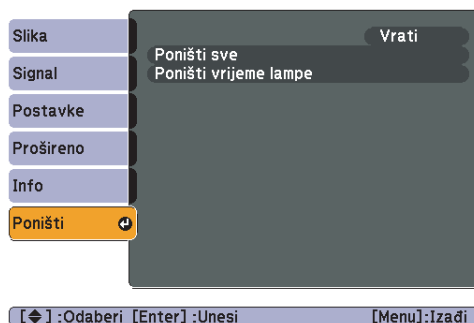 Slika
Signal
Postavke
Prošireno
Info
Poništi
Vrati
Poništi sve
Poništi vrijeme lampe
[ ] :Odaberi [Enter] :Unesi [Menu]:Izađi